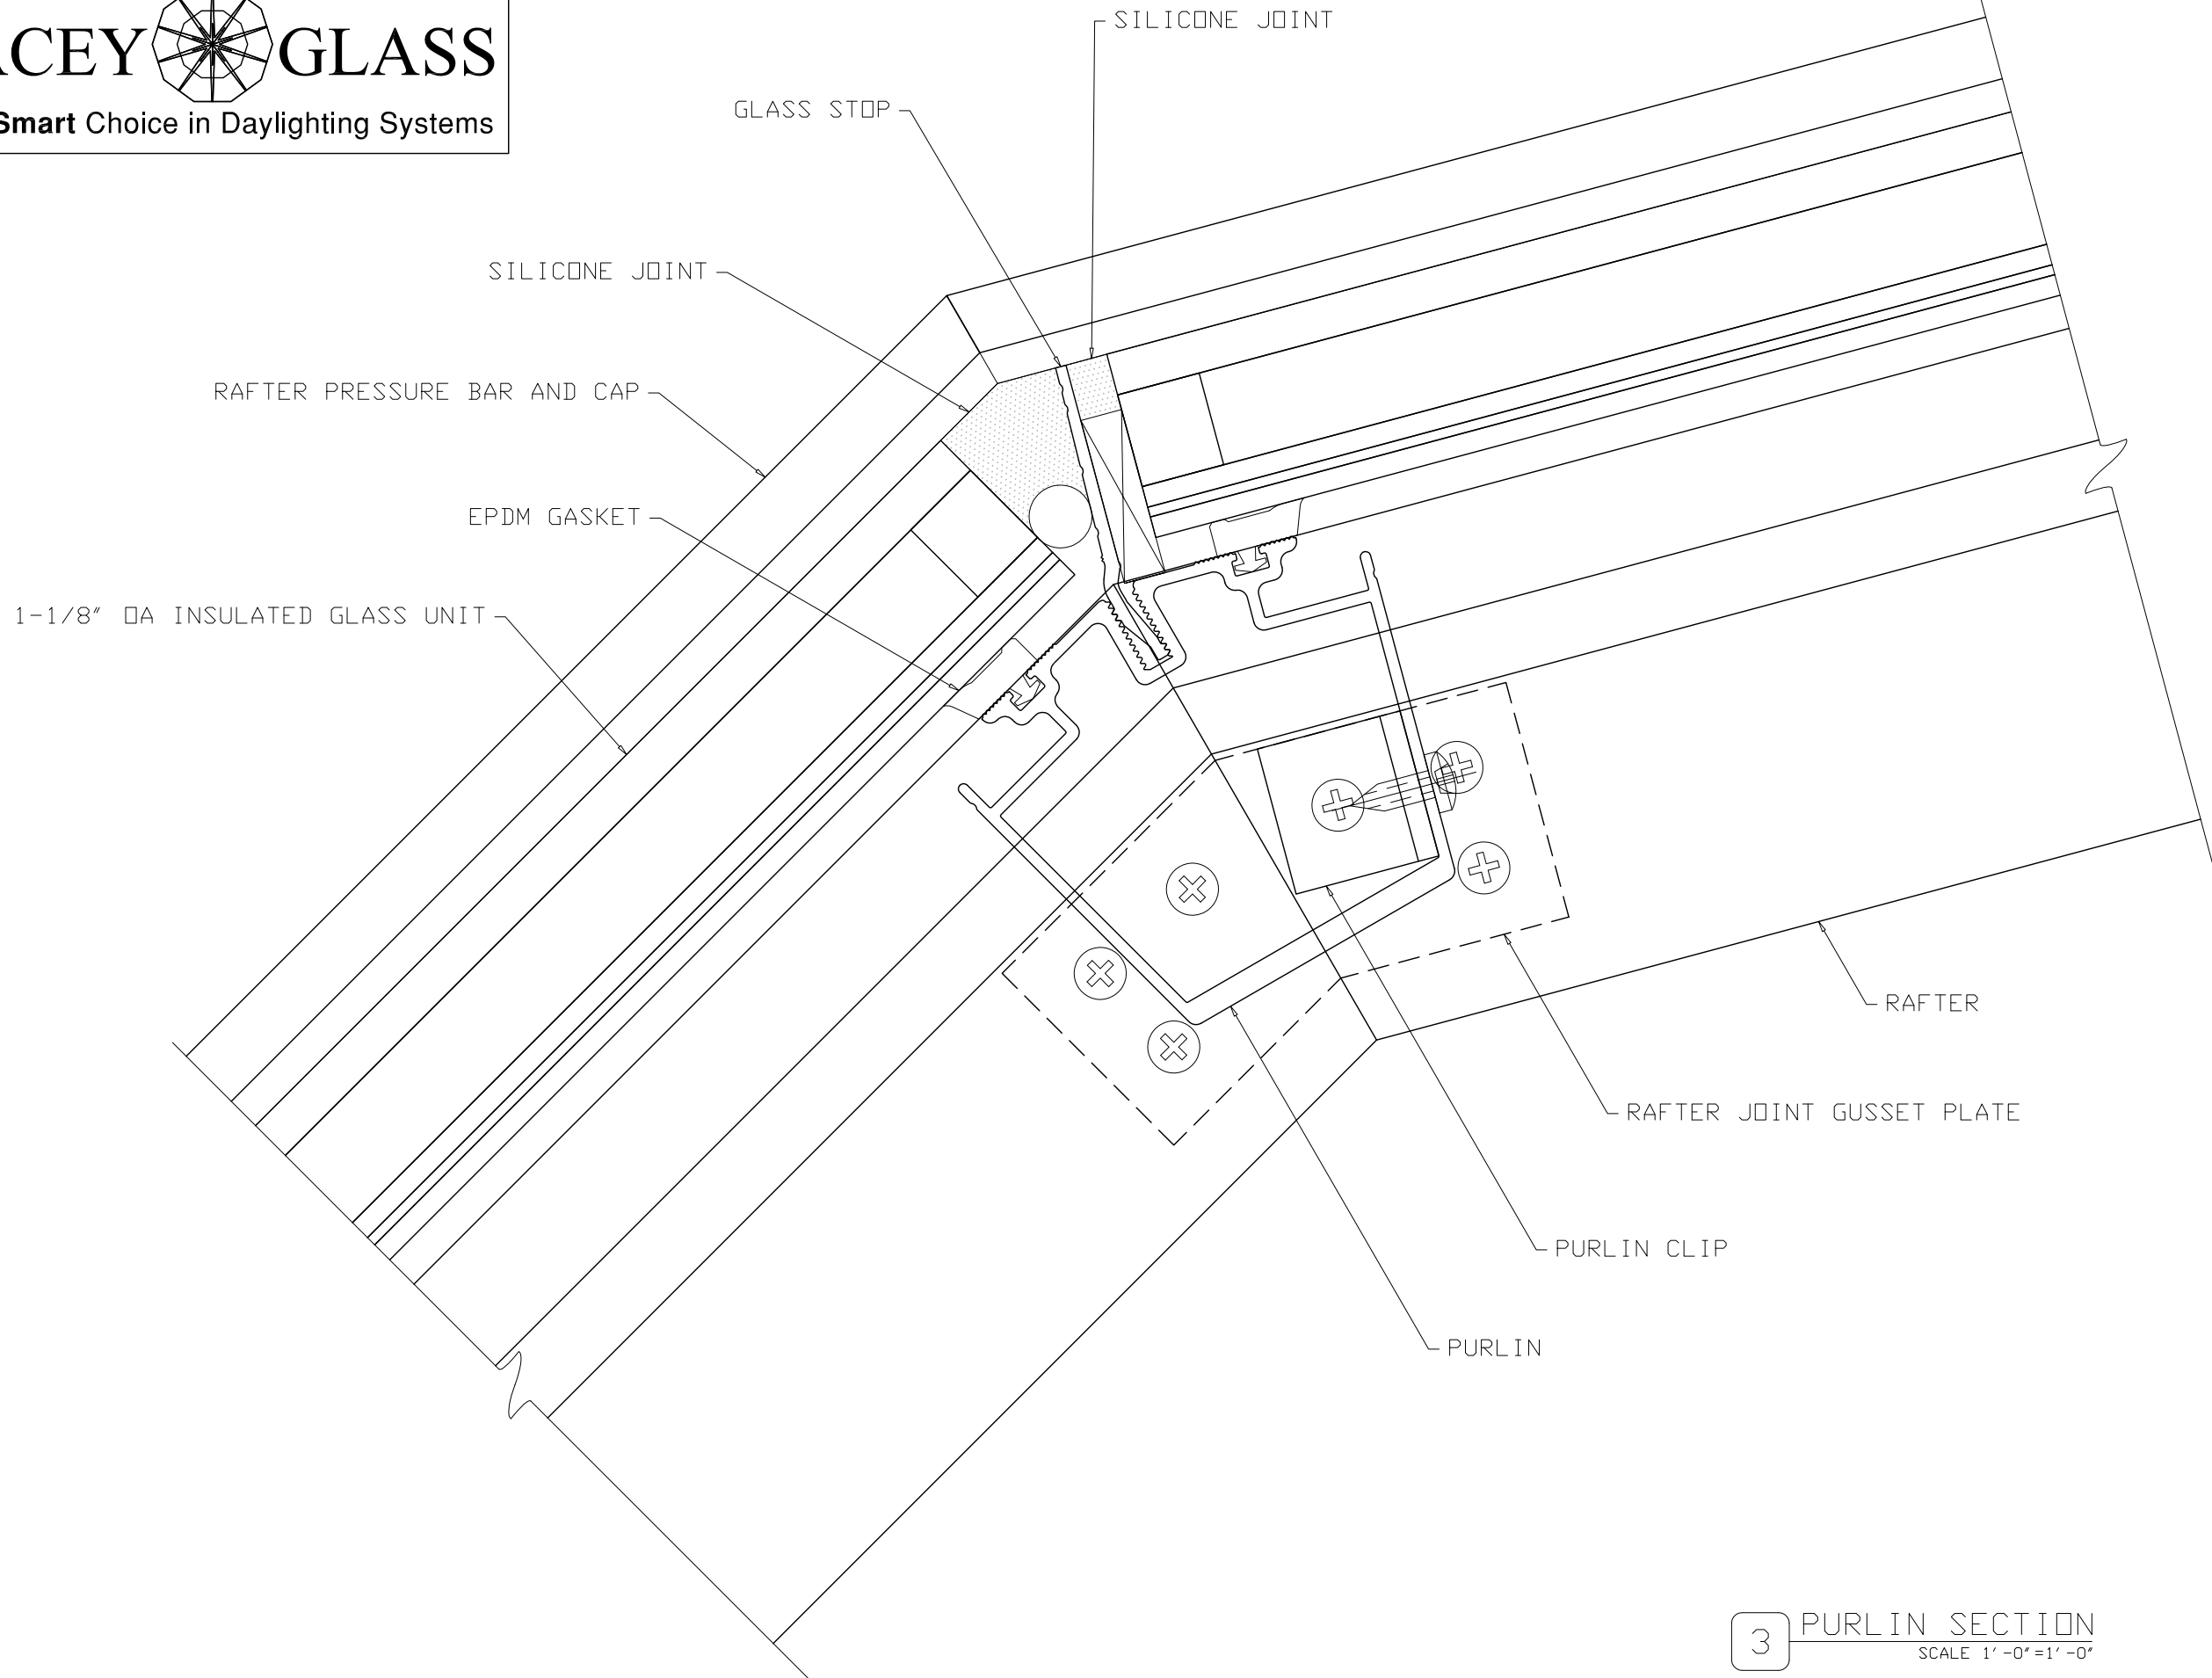 CEY GLASS
Smart Choice in Daylighting Systems
SILICONE JOINT
GLASS STOP
SILICONE JOINT
RAFTER PRESSURE BAR AND CAP
EPDM GASKET
1-1/8" OA INSULATED GLASS UNIT
RAFTER
RAFTER JOINT GUSSET PLATE
PURLIN CLIP
PURLIN
3 PURLIN SECTION
SCALE 1'-0"=1'-0"